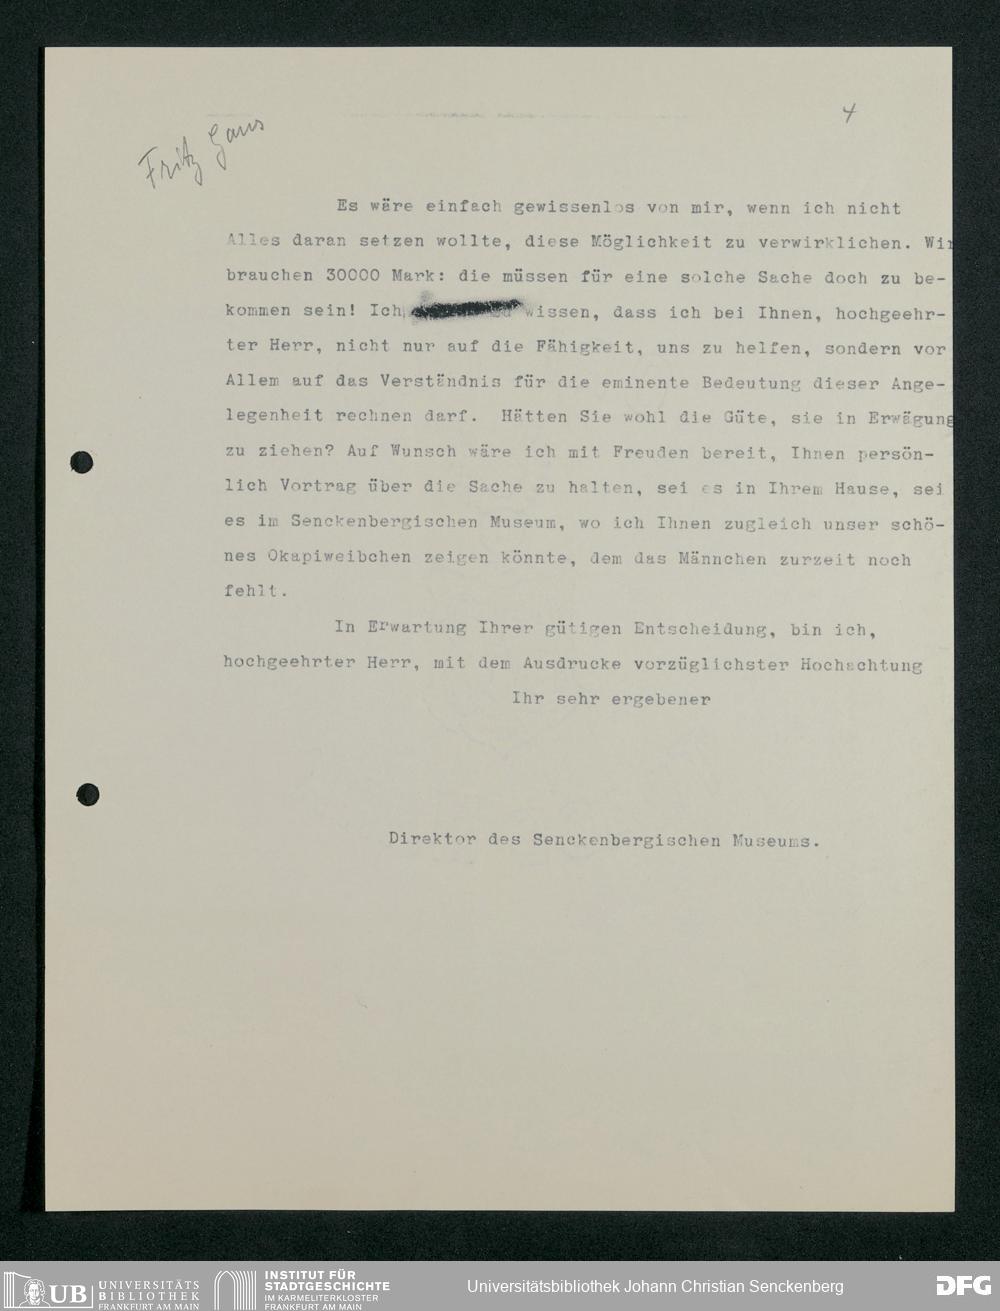 4
Fritz Gans
Es wäre einfach gewissenlos von mir, wenn ich nicht
Alles daran setzen wollte, diese Möglichkeit zu verwirklichen. Wir
brauchen 30000 Mark: die müssen für eine solche Sache doch zu be-
kommen sein! Ich wissen, dass ich bei Ihnen, hochgeehr-
ter Herr, nicht nur auf die Fähigkeit, uns zu helfen, sondern vor
Allem auf das Verständnis für die eminente Bedeutung dieser Ange-
legenheit rechnen darf. Hätten Sie wohl die Güte, sie in Erwägung
zu ziehen? Auf Wunsch wäre ich mit Freuden bereit, Ihnen persön-
lich Vortrag über die Sache zu halten, sei es in Ihrem Hause, sei
es im Senckenbergischen Museum, wo ich Ihnen zugleich unser schö-
nes Okapiweibchen zeigen könnte, dem das Männchen zurzeit noch
fehlt.
In Erwartung Ihrer gütigen Entscheidung, bin ich,
hochgeehrter Herr, mit dem Ausdrucke vorzüglichster Hochachtung
Ihr sehr ergebener
Direktor des Senckenbergischen Museums.
UB UNIVERSITÄTS
BIBLIOTHEK
FRANKFURT AM MAIN
INSTITUT FÜR
STADTGESCHICHTE
IM KARMELITERKLOSTER
FRANKFURT AM MAIN
Universitätsbibliothek Johann Christian Senckenberg
DFG